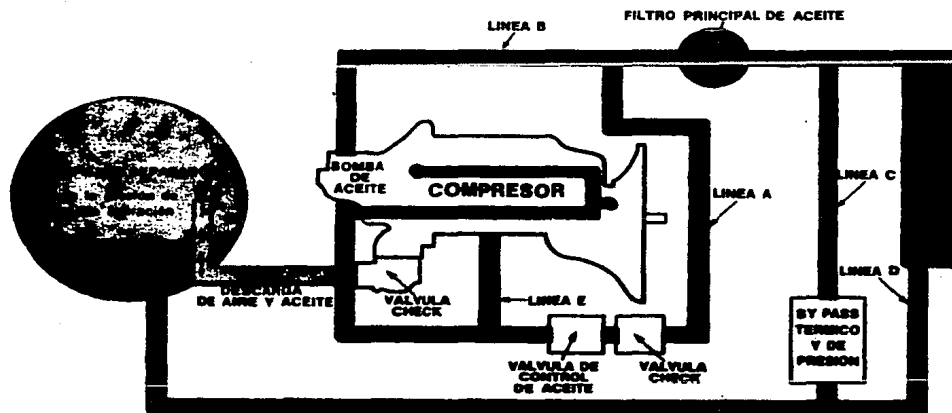 FILTRO PRINCIPAL DE ACEITE
LINEA B
BOMBA
DE
ACEITE
COMPRESOR
LINEA A
LINEA C
LINEA D
DESCARGA
DE AIRE Y ACEITE
VALVULA
CHECK
LINEA E
BY PASS
TERMICO
Y DE
PRESION
VALVULA DE
CONTROL
DE ACEITE
VALVULA
CHECK